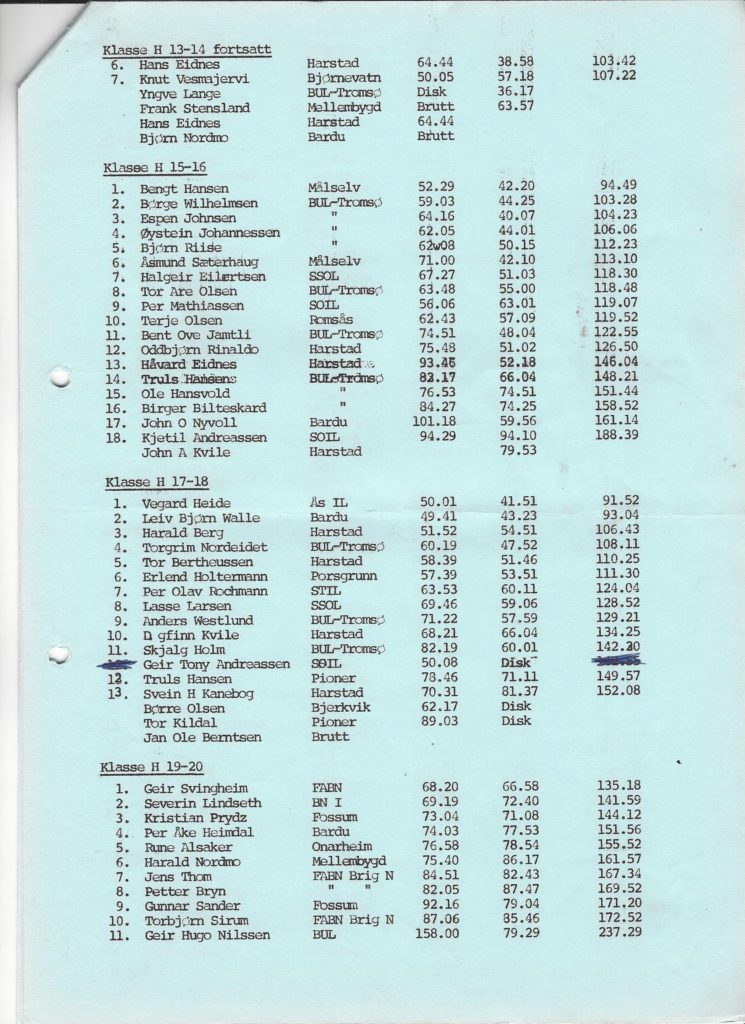 Klasse H 13-14 fortsatt
6. Hans Eidnes Harstad 64.44 38.58 103.42
7. Knut Vesmajervi Bjørnevatn 50.05 57.18 107.22
Yngve Lange BUL-Tromsø Disk 36.17
Frank Stensland Mellembygd Brutt 63.57
Hans Eidnes Harstad 64.44
Bjørn Nordmo Bardu Brutt
Klasse H 15-16
1. Bengt Hansen Målselv 52.29 42.20 94.49
2. Børge Wilhelmsen BUL-Tromsø 59.03 44.25 103.28
3. Espen Johnsen " 64.16 40.07 104.23
4. Øystein Johannessen " 62.05 44.01 106.06
5. Bjørn Riise " 62w08 50.15 112.23
6. Åsmund Sæterhaug Målselv 71.00 42.10 113.10
7. Halgeir Eilertsen SSOL 67.27 51.03 118.30
8. Tor Are Olsen BUL-Tromsø 63.48 55.00 118.48
9. Per Mathiassen SOIL 56.06 63.01 119.07
10. Terje Olsen Romsås 62.43 57.09 119.52
11. Bent Ove Jamtli BUL-Tromsø 74.51 48.04 122.55
12. Oddbjørn Rinaldo Harstad 75.48 51.02 126.50
13. Håvard Eidnes Harstad 93.46 52.18 146.04
14. Truls Hansens BUL-Tromsø 82.17 66.04 148.21
15. Ole Hansvold " 76.53 74.51 151.44
16. Birger Bilteskard " 84.27 74.25 158.52
17. John O Nyvoll Bardu 101.18 59.56 161.14
18. Kjetil Andreassen SOIL 94.29 94.10 188.39
John A Kvile Harstad 79.53
Klasse H 17-18
1. Vegard Heide Ås IL 50.01 41.51 91.52
2. Leiv Bjørn Walle Bardu 49.41 43.23 93.04
3. Harald Berg Harstad 51.52 54.51 106.43
4. Torgrim Nordeidet BUL-Tromsø 60.19 47.52 108.11
5. Tor Bertheussen Harstad 58.39 51.46 110.25
6. Erlend Holtermann Porsgrunn 57.39 53.51 111.30
7. Per Olav Rochmann STIL 63.53 60.11 124.04
8. Lasse Larsen SSOL 69.46 59.06 128.52
9. Anders Westlund BUL-Tromsø 71.22 57.59 129.21
10. D gfinn Kvile Harstad 68.21 66.04 134.25
11. Skjalg Holm BUL-Tromsø 82.19 60.01 142.20
Geir Tony Andreassen SOIL 50.08 Disk
12. Truls Hansen Pioner 78.46 71.11 149.57
13. Svein H Kanebog Harstad 70.31 81.37 152.08
Børre Olsen Bjerkvik 62.17 Disk
Tor Kildal Pioner 89.03 Disk
Jan Ole Berntsen Brutt
Klasse H 19-20
1. Geir Svingheim FABN 68.20 66.58 135.18
2. Severin Lindseth BN I 69.19 72.40 141.59
3. Kristian Prydz Fossum 73.04 71.08 144.12
4. Per Åke Heimdal Bardu 74.03 77.53 151.56
5. Rune Alsaker Onarheim 76.58 78.54 155.52
6. Harald Nordmo Mellembygd 75.40 86.17 161.57
7. Jens Thom FABN Brig N 84.51 82.43 167.34
8. Petter Bryn " " 82.05 87.47 169.52
9. Gunnar Sander Fossum 92.16 79.04 171.20
10. Torbjørn Sirum FABN Brig N 87.06 85.46 172.52
11. Geir Hugo Nilssen BUL 158.00 79.29 237.29